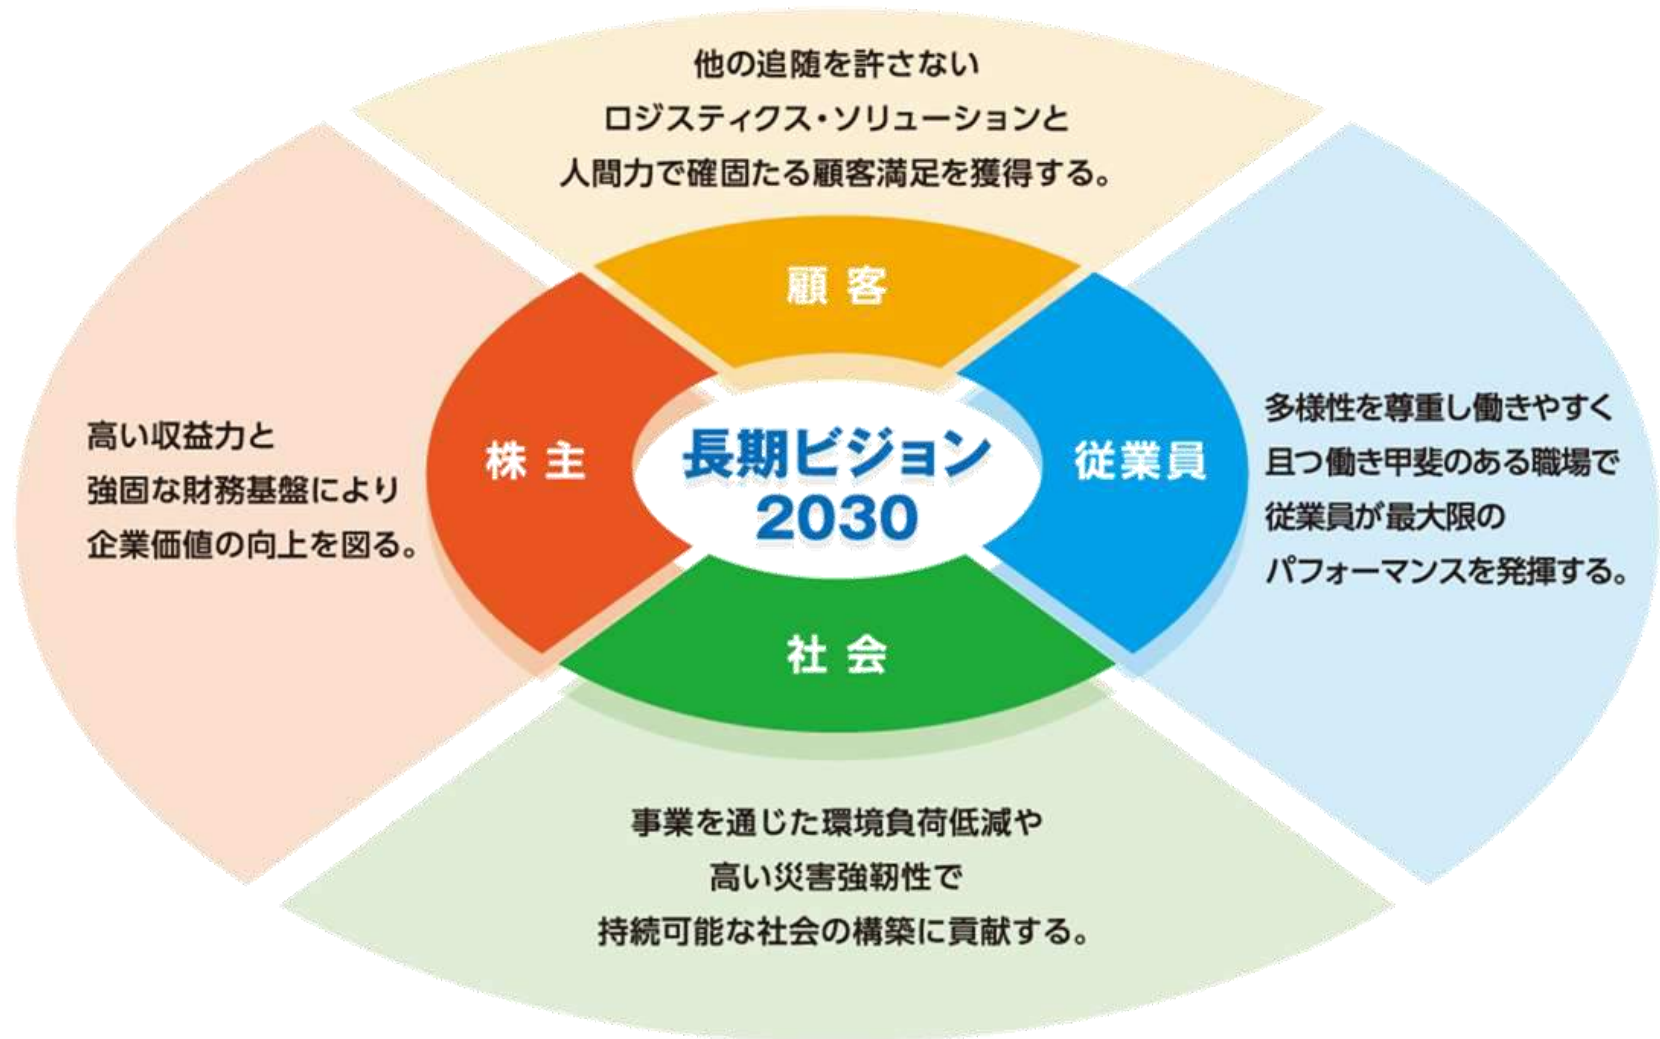 他の追随を許さない
ロジスティクス・ソリューションと
人間力で確固たる顧客満足を獲得する。
顧客
高い収益力と
強固な財務基盤により
企業価値の向上を図る。
株主
長期ビジョン
2030
従業員
多様性を尊重し働きやすく
且つ働き甲斐のある職場で
従業員が最大限の
パフォーマンスを発揮する。
社会
事業を通じた環境負荷低減や
高い災害強靭性で
持続可能な社会の構築に貢献する。